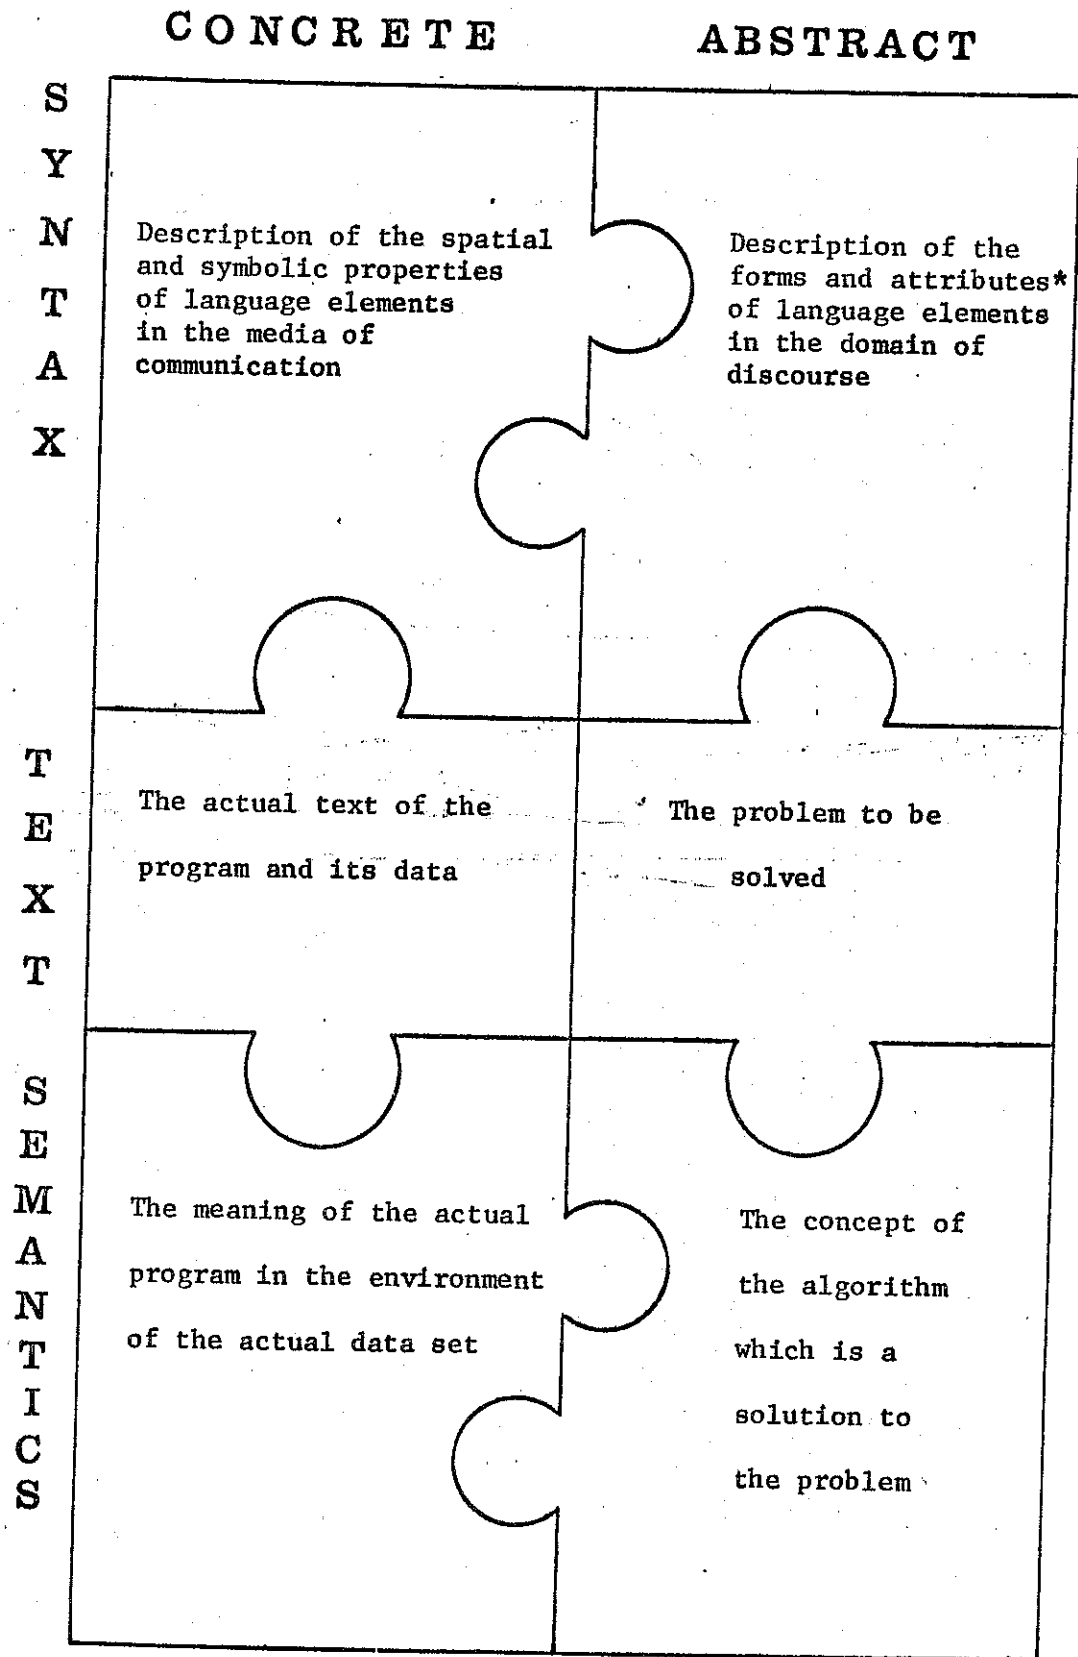 CONCRETE
ABSTRACT
SYNTAX
Description of the spatial
and symbolic properties
of language elements
in the media of
communication
Description of the
forms and attributes*
of language elements
in the domain of
discourse
TEXT
The actual text of the
program and its data
The problem to be
solved
SEMANTICS
The meaning of the actual
program in the environment
of the actual data set
The concept of
the algorithm
which is a
solution to
the problem